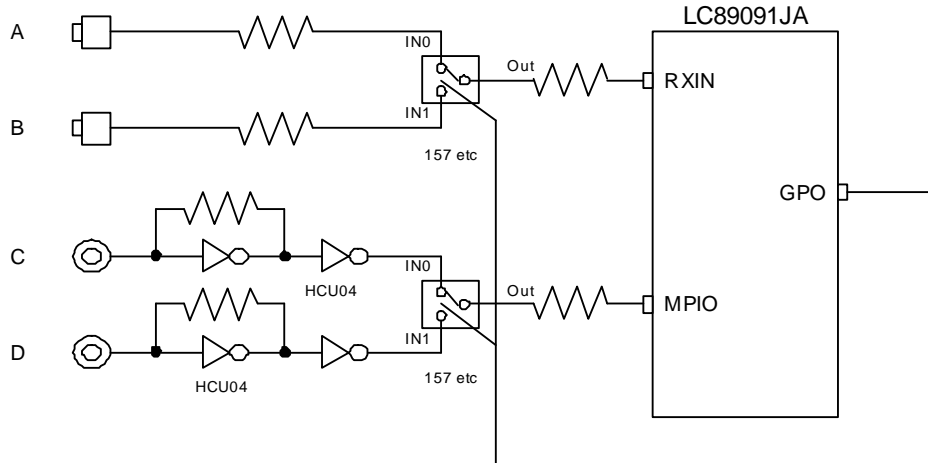 LC89091JA
A
IN0
Out
RXIN
B
IN1
157 etc
GPO
C
HCU04
IN0
Out
MPIO
D
IN1
HCU04
157 etc